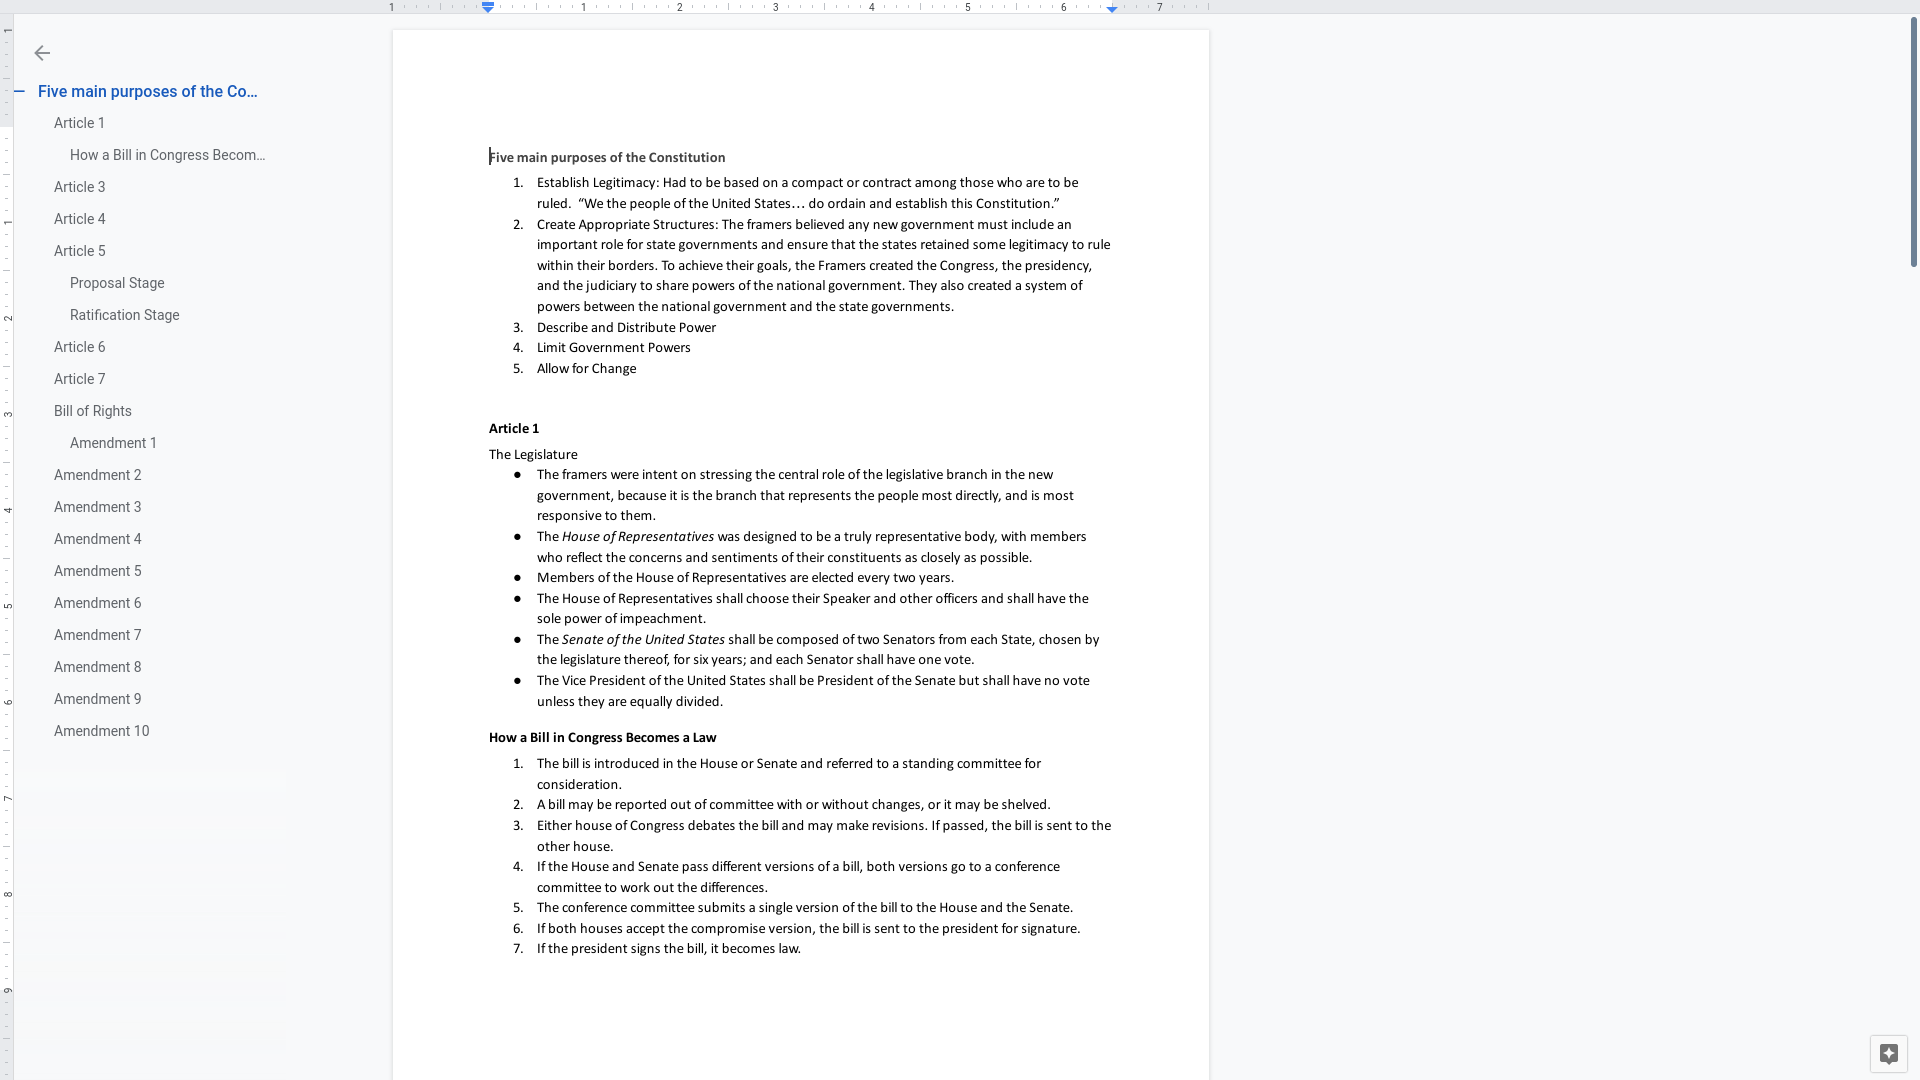 1 1 2 3 4 5 6 7
1
1
2
3
4
5
6
7
8
9
Five main purposes of the Co...
Article 1
How a Bill in Congress Becom...
Article 3
Article 4
Article 5
Proposal Stage
Ratification Stage
Article 6
Article 7
Bill of Rights
Amendment 1
Amendment 2
Amendment 3
Amendment 4
Amendment 5
Amendment 6
Amendment 7
Amendment 8
Amendment 9
Amendment 10
Five main purposes of the Constitution
1. Establish Legitimacy: Had to be based on a compact or contract among those who are to be
ruled.  “We the people of the United States... do ordain and establish this Constitution.”
2. Create Appropriate Structures: The framers believed any new government must include an
important role for state governments and ensure that the states retained some legitimacy to rule
within their borders. To achieve their goals, the Framers created the Congress, the presidency,
and the judiciary to share powers of the national government. They also created a system of
powers between the national government and the state governments.
3. Describe and Distribute Power
4. Limit Government Powers
5. Allow for Change
Article 1
The Legislature
● The framers were intent on stressing the central role of the legislative branch in the new
government, because it is the branch that represents the people most directly, and is most
responsive to them.
● The House of Representatives was designed to be a truly representative body, with members
who reflect the concerns and sentiments of their constituents as closely as possible.
● Members of the House of Representatives are elected every two years.
● The House of Representatives shall choose their Speaker and other officers and shall have the
sole power of impeachment.
● The Senate of the United States shall be composed of two Senators from each State, chosen by
the legislature thereof, for six years; and each Senator shall have one vote.
● The Vice President of the United States shall be President of the Senate but shall have no vote
unless they are equally divided.
How a Bill in Congress Becomes a Law
1. The bill is introduced in the House or Senate and referred to a standing committee for
consideration.
2. A bill may be reported out of committee with or without changes, or it may be shelved.
3. Either house of Congress debates the bill and may make revisions. If passed, the bill is sent to the
other house.
4. If the House and Senate pass different versions of a bill, both versions go to a conference
committee to work out the differences.
5. The conference committee submits a single version of the bill to the House and the Senate.
6. If both houses accept the compromise version, the bill is sent to the president for signature.
7. If the president signs the bill, it becomes law.